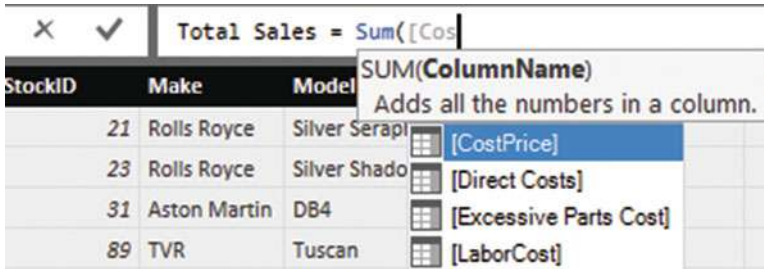 Total Sales = Sum([Cos
SUM(ColumnName)
Adds all the numbers in a column.
StockID Make Model
21 Rolls Royce Silver Seraph
23 Rolls Royce Silver Shado
31 Aston Martin DB4
89 TVR Tuscan
[CostPrice]
[Direct Costs]
[Excessive Parts Cost]
[LaborCost]